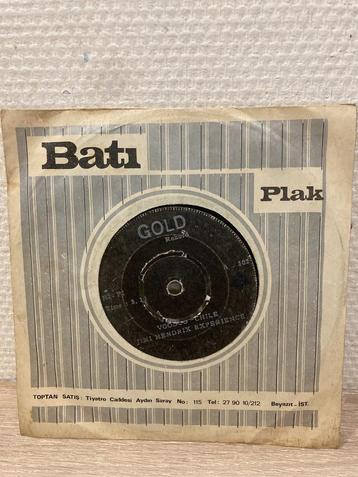 Batı
Plak
GOLD
Rekord
VOODOO CHILE
JIMI HENDRIX EXPERIENCE
TOPTAN SATIŞ: Tiyatro Caddesi Aydın Saray No: 115 Tel: 27 90 10/212 Beyazıt - İST.